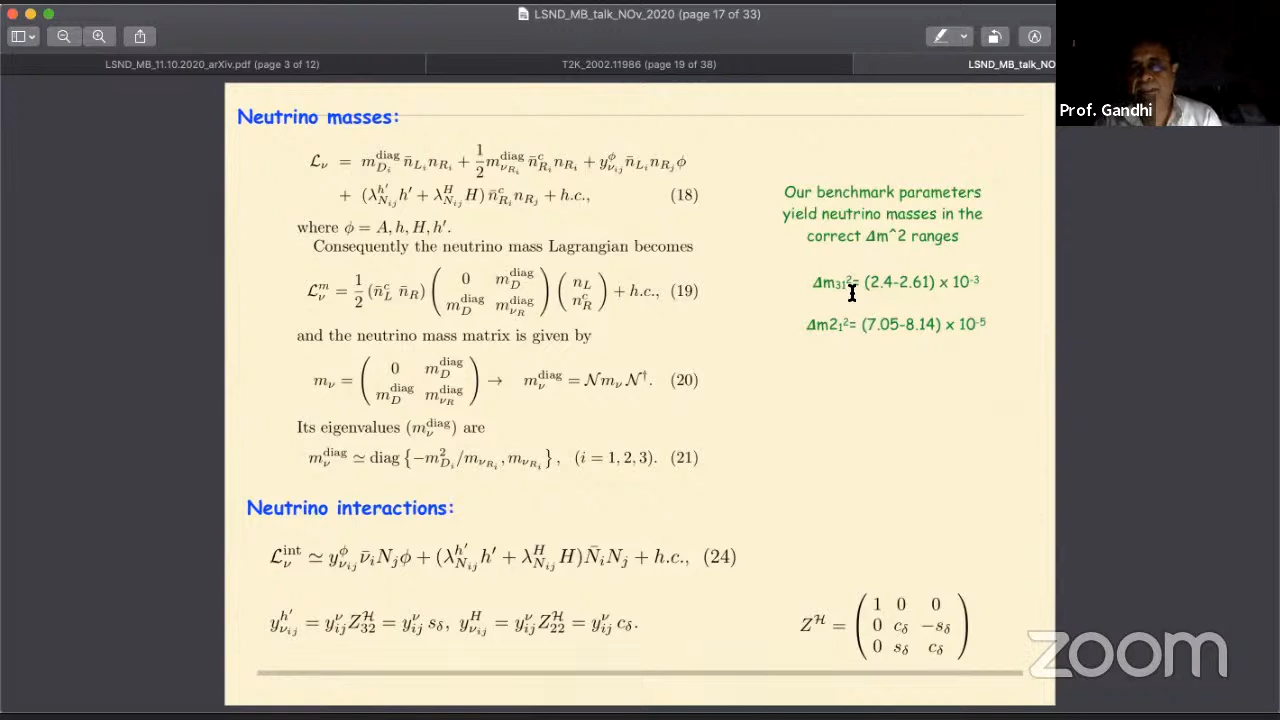 LSND_MB_talk_NOv_2020 (page 17 of 33)
LSND_MB_11.10.2020_arXiv.pdf (page 3 of 12)
T2K_2002.11986 (page 19 of 38)
LSND_MB_talk_NO
Prof. Gandhi
Neutrino masses:
ℒ_ν = m_{D_i}^{diag} n̄_{L_i} n_{R_i} + 1/2 m_{ν_{R_i}}^{diag} n̄_{R_i}^c n_{R_i} + y_{ν_{ij}}^φ n̄_{L_i} n_{R_j} φ
+ (λ_{N_{ij}}^{h'} h' + λ_{N_{ij}}^H H) n̄_{R_i}^c n_{R_j} + h.c., (18)
where φ = A, h, H, h'.
Consequently the neutrino mass Lagrangian becomes
ℒ_ν^m = 1/2 (n̄_L^c n̄_R) ( 0 m_D^{diag} ; m_D^{diag} m_{ν_R}^{diag} ) ( n_L ; n_R^c ) + h.c., (19)
and the neutrino mass matrix is given by
m_ν = ( 0 m_D^{diag} ; m_D^{diag} m_{ν_R}^{diag} ) → m_ν^{diag} = 𝒩 m_ν 𝒩^†. (20)
Its eigenvalues (m_ν^{diag}) are
m_ν^{diag} ≃ diag {−m_{D_i}^2/m_{ν_{R_i}}, m_{ν_{R_i}}}, (i = 1, 2, 3). (21)
Our benchmark parameters
yield neutrino masses in the
correct Δm^2 ranges
Δm₃₁²= (2.4-2.61) x 10⁻³
Δm2₁²= (7.05-8.14) x 10⁻⁵
Neutrino interactions:
ℒ_ν^{int} ≃ y_{ν_{ij}}^φ ν̄_i N_j φ + (λ_{N_{ij}}^{h'} h' + λ_{N_{ij}}^H H) N̄_i N_j + h.c., (24)
y_{ν_{ij}}^{h'} = y_{ij}^ν Z_{32}^ℋ = y_{ij}^ν s_δ, y_{ν_{ij}}^H = y_{ij}^ν Z_{22}^ℋ = y_{ij}^ν c_δ.
Z^ℋ = ( 1 0 0 ; 0 c_δ −s_δ ; 0 s_δ c_δ )
zoom